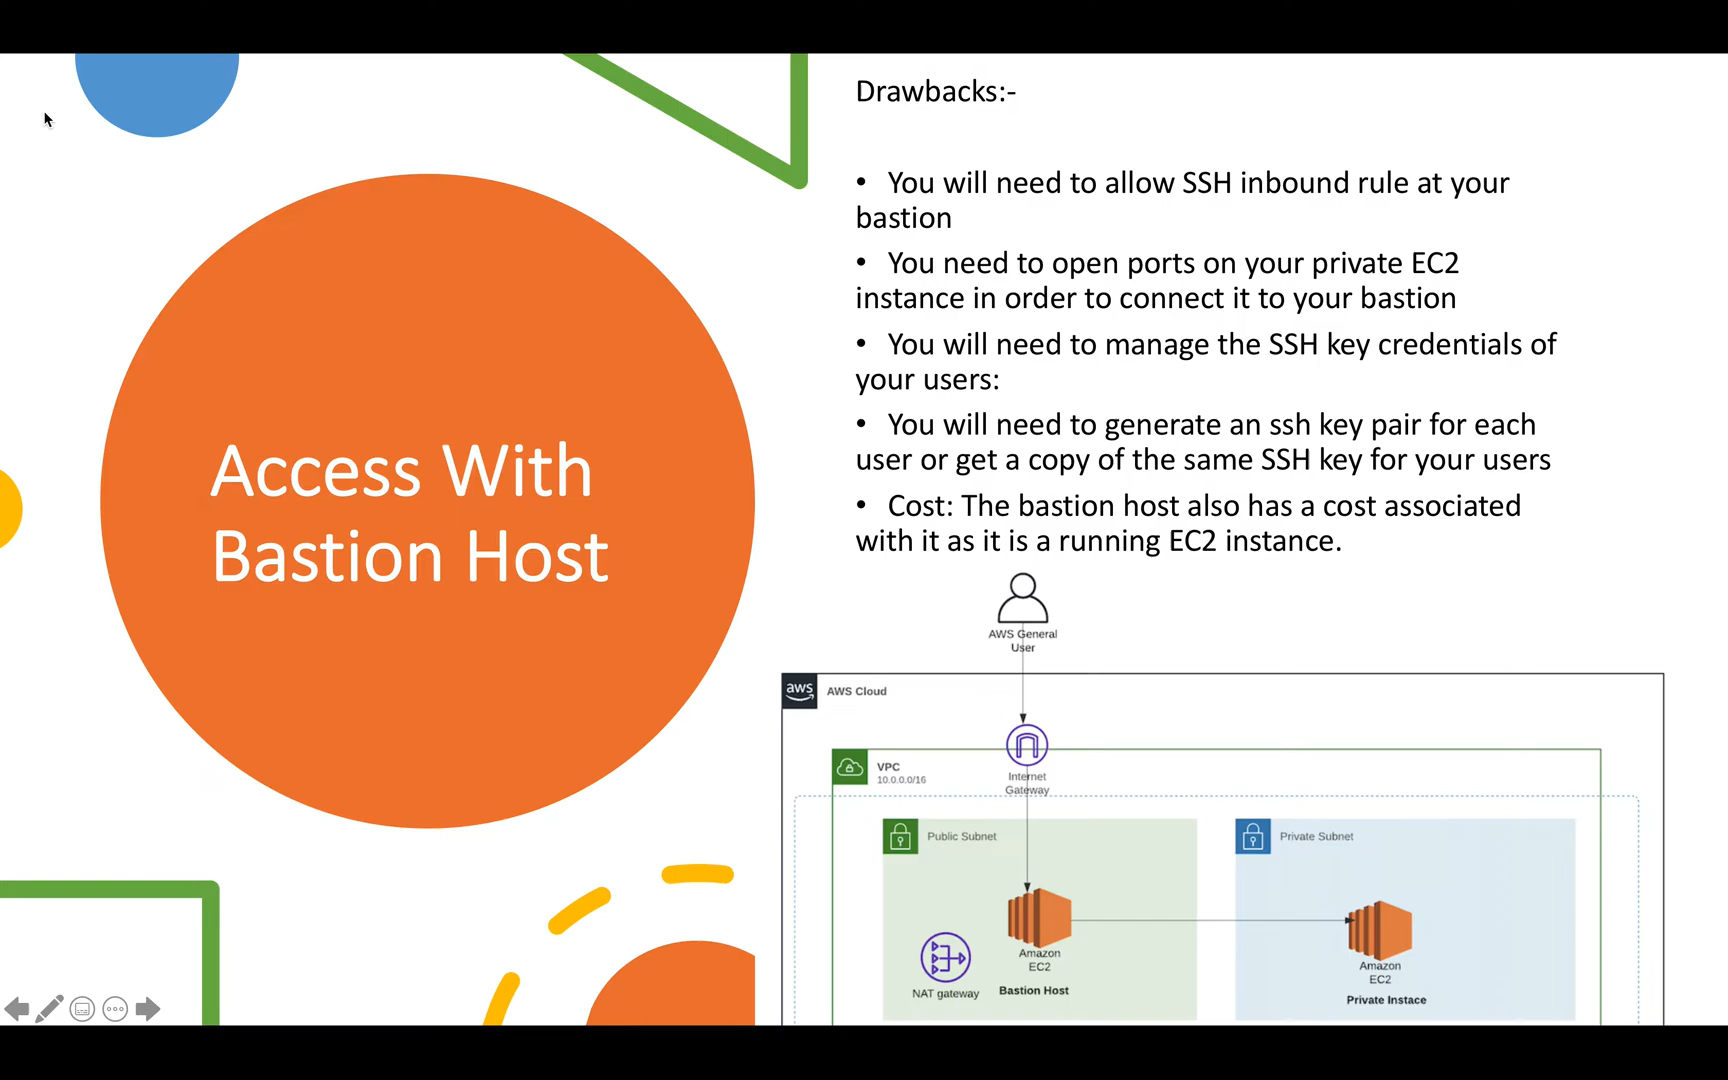 Access With
Bastion Host
Drawbacks:-
• You will need to allow SSH inbound rule at your
bastion
• You need to open ports on your private EC2
instance in order to connect it to your bastion
• You will need to manage the SSH key credentials of
your users:
• You will need to generate an ssh key pair for each
user or get a copy of the same SSH key for your users
• Cost: The bastion host also has a cost associated
with it as it is a running EC2 instance.
AWS General
User
aws
AWS Cloud
Internet
Gateway
VPC
10.0.0.0/16
Public Subnet
Private Subnet
Amazon
EC2
Bastion Host
NAT gateway
Amazon
EC2
Private Instace